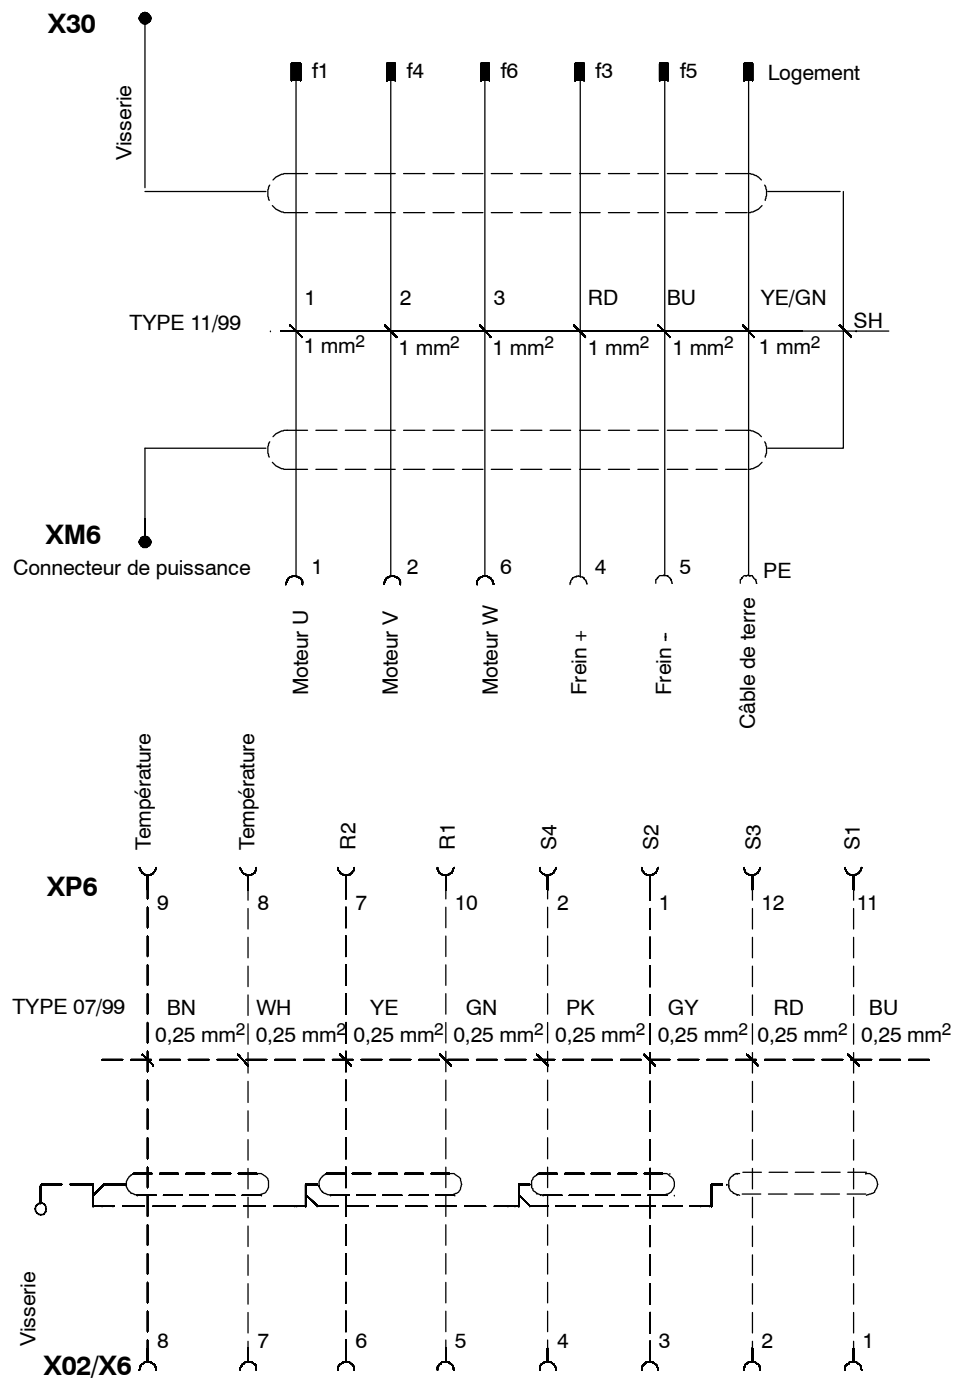 X30
f1 f4 f6 f3 f5 Logement
Visserie
1 2 3 RD BU YE/GN
TYPE 11/99 SH
1 mm² 1 mm² 1 mm² 1 mm² 1 mm² 1 mm²
XM6
Connecteur de puissance
1 2 6 4 5 PE
Moteur U
Moteur V
Moteur W
Frein +
Frein -
Câble de terre
Température
Température
R2
R1
S4
S2
S3
S1
XP6
9 8 7 10 2 1 12 11
TYPE 07/99 BN WH YE GN PK GY RD BU
0,25 mm² 0,25 mm² 0,25 mm² 0,25 mm² 0,25 mm² 0,25 mm² 0,25 mm² 0,25 mm²
Visserie
8 7 6 5 4 3 2 1
X02/X6